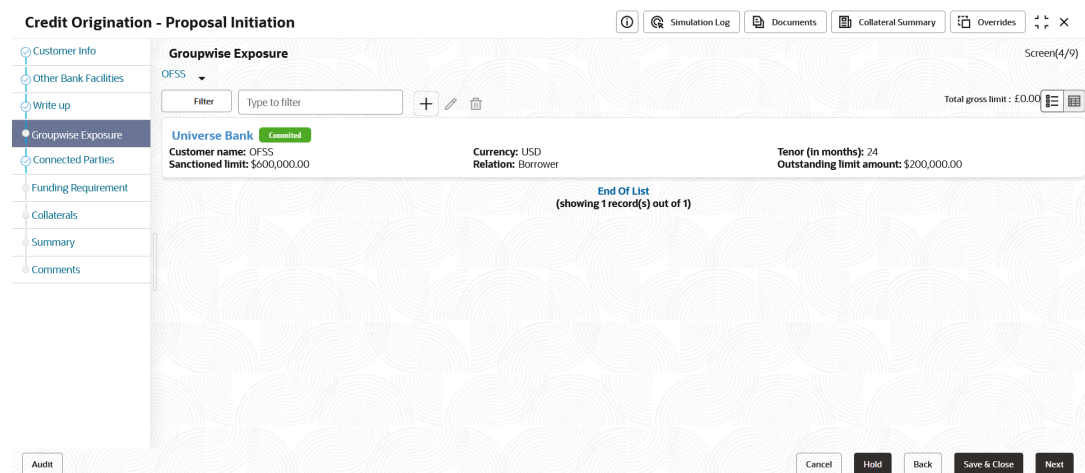 Credit Origination - Proposal Initiation
Simulation Log
Documents
Collateral Summary
Overrides
Customer Info
Other Bank Facilities
Write up
Groupwise Exposure
Connected Parties
Funding Requirement
Collaterals
Summary
Comments
Groupwise Exposure
Screen(4/9)
OFSS
Filter
Type to filter
Total gross limit : £0.00
Universe Bank Commited
Customer name: OFSS
Currency: USD
Tenor (in months): 24
Sanctioned limit: $600,000.00
Relation: Borrower
Outstanding limit amount: $200,000.00
End Of List
(showing 1 record(s) out of 1)
Audit
Cancel
Hold
Back
Save & Close
Next